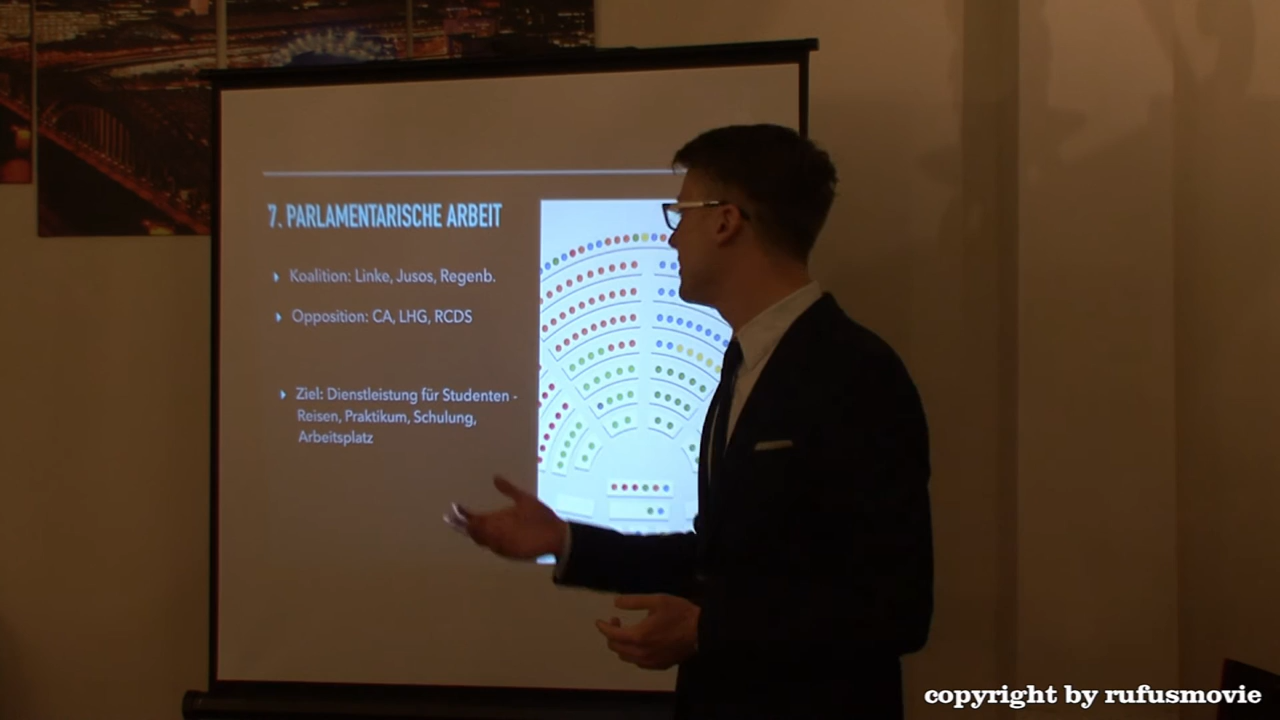 7. PARLAMENTARISCHE ARBEIT
Koalition: Linke, Jusos, Regenb.
Opposition: CA, LHG, RCDS
Ziel: Dienstleistung für Studenten -
Reisen, Praktikum, Schulung,
Arbeitsplatz
copyright by rufusmovie